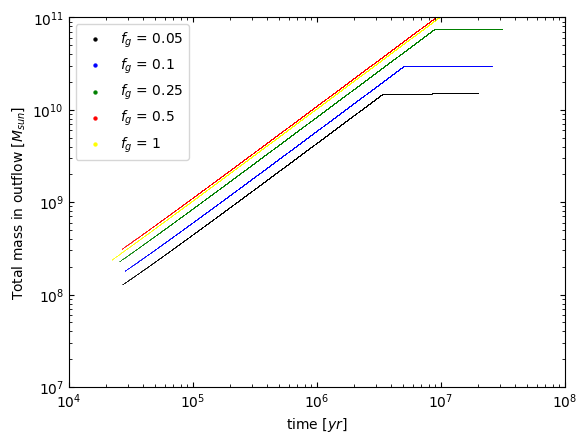 10^11
10^10
10^9
10^8
10^7
Total mass in outflow [M_sun]
f_g = 0.05
f_g = 0.1
f_g = 0.25
f_g = 0.5
f_g = 1
10^4 10^5 10^6 10^7 10^8
time [yr]